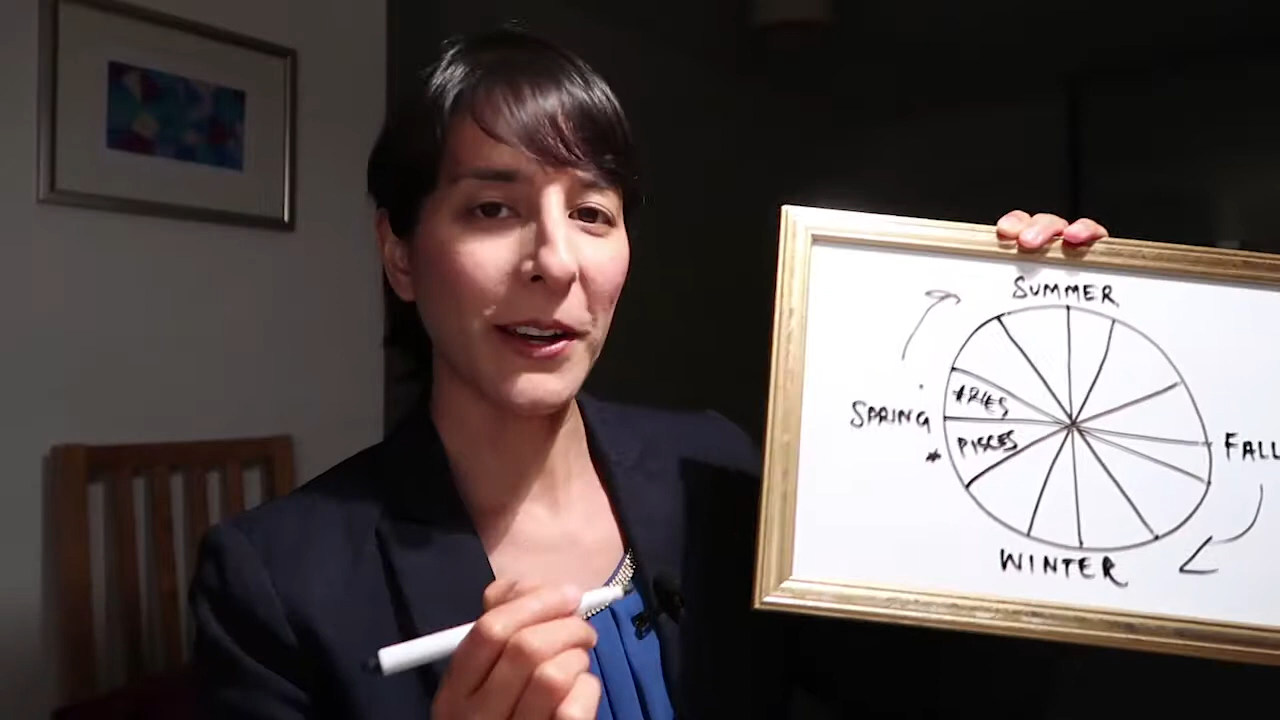 SUMMER
ARIES
SPRING
PISCES
FALL
WINTER